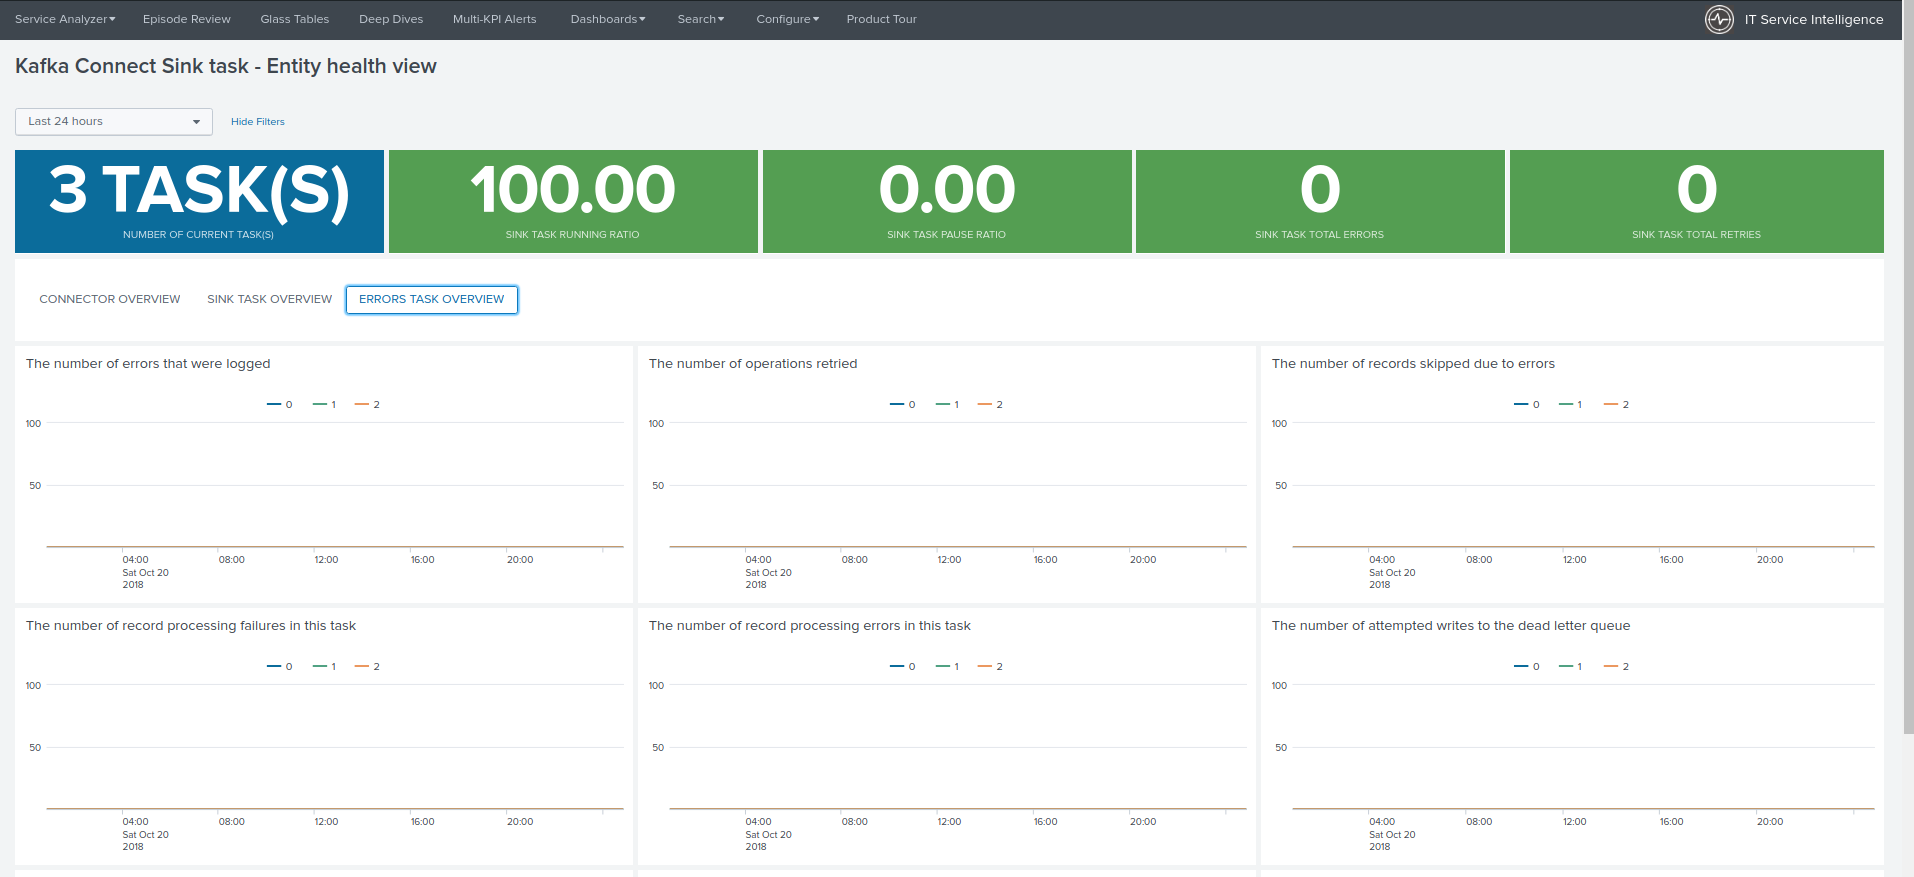 Service Analyzer Episode Review Glass Tables Deep Dives Multi-KPI Alerts Dashboards Search Configure Product Tour IT Service Intelligence
Kafka Connect Sink task - Entity health view
Last 24 hours Hide Filters
3 TASK(S)
NUMBER OF CURRENT TASK(S)
100.00
SINK TASK RUNNING RATIO
0.00
SINK TASK PAUSE RATIO
0
SINK TASK TOTAL ERRORS
0
SINK TASK TOTAL RETRIES
CONNECTOR OVERVIEW SINK TASK OVERVIEW ERRORS TASK OVERVIEW
The number of errors that were logged
0 1 2
100
50
04:00 08:00 12:00 16:00 20:00
Sat Oct 20
2018
The number of operations retried
0 1 2
100
50
04:00 08:00 12:00 16:00 20:00
Sat Oct 20
2018
The number of records skipped due to errors
0 1 2
100
50
04:00 08:00 12:00 16:00 20:00
Sat Oct 20
2018
The number of record processing failures in this task
0 1 2
100
50
04:00 08:00 12:00 16:00 20:00
Sat Oct 20
2018
The number of record processing errors in this task
0 1 2
100
50
04:00 08:00 12:00 16:00 20:00
Sat Oct 20
2018
The number of attempted writes to the dead letter queue
0 1 2
100
50
04:00 08:00 12:00 16:00 20:00
Sat Oct 20
2018